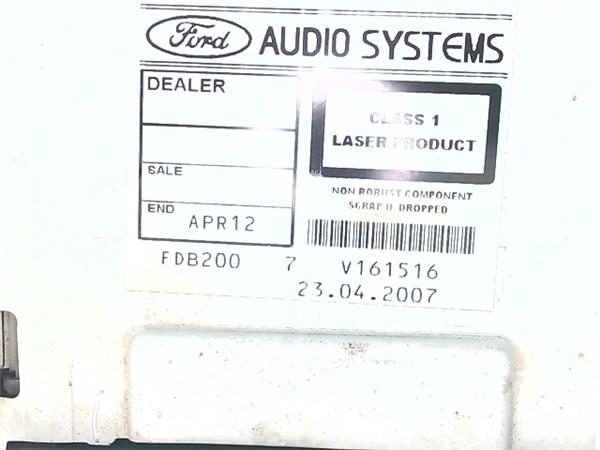 Ford AUDIO SYSTEMS
DEALER
SALE
END APR12
CLASS 1
LASER PRODUCT
NON ROBUST COMPONENT
SCRAP IF DROPPED
FDB200 7 V161516
23.04.2007